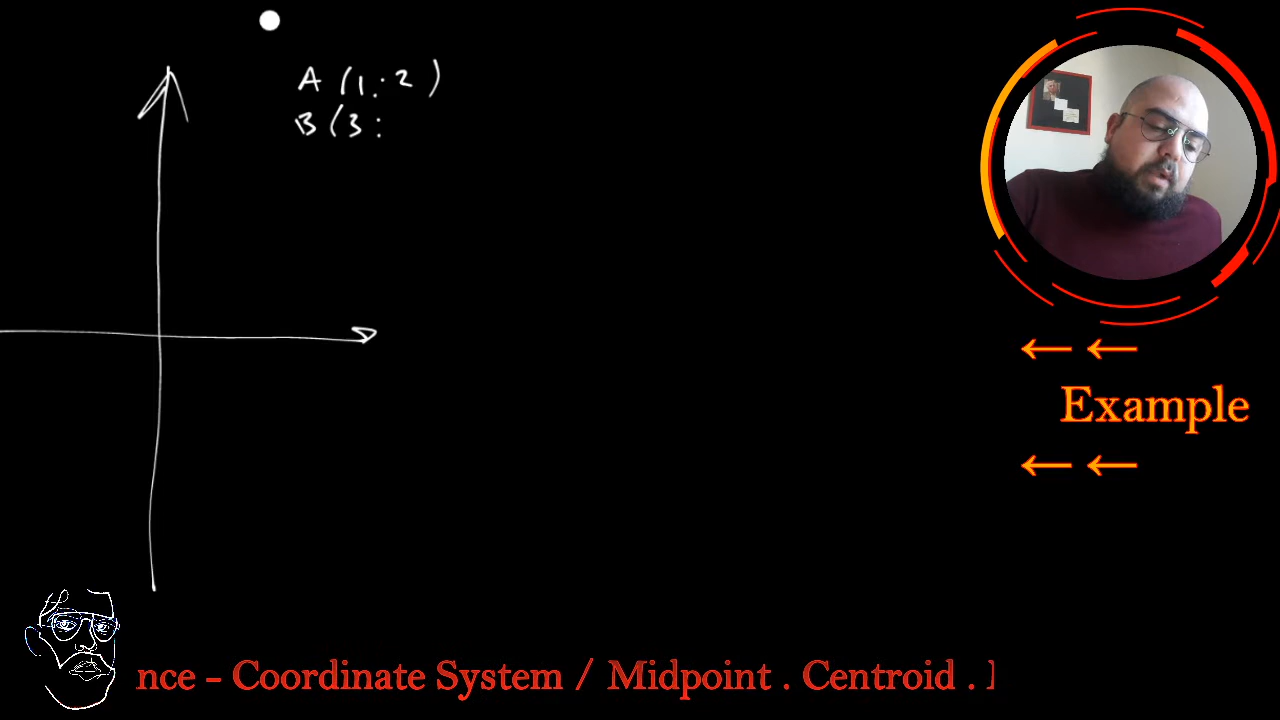 A (1 : 2)
B (3 :
← ←
Example
← ←
nce - Coordinate System / Midpoint . Centroid .